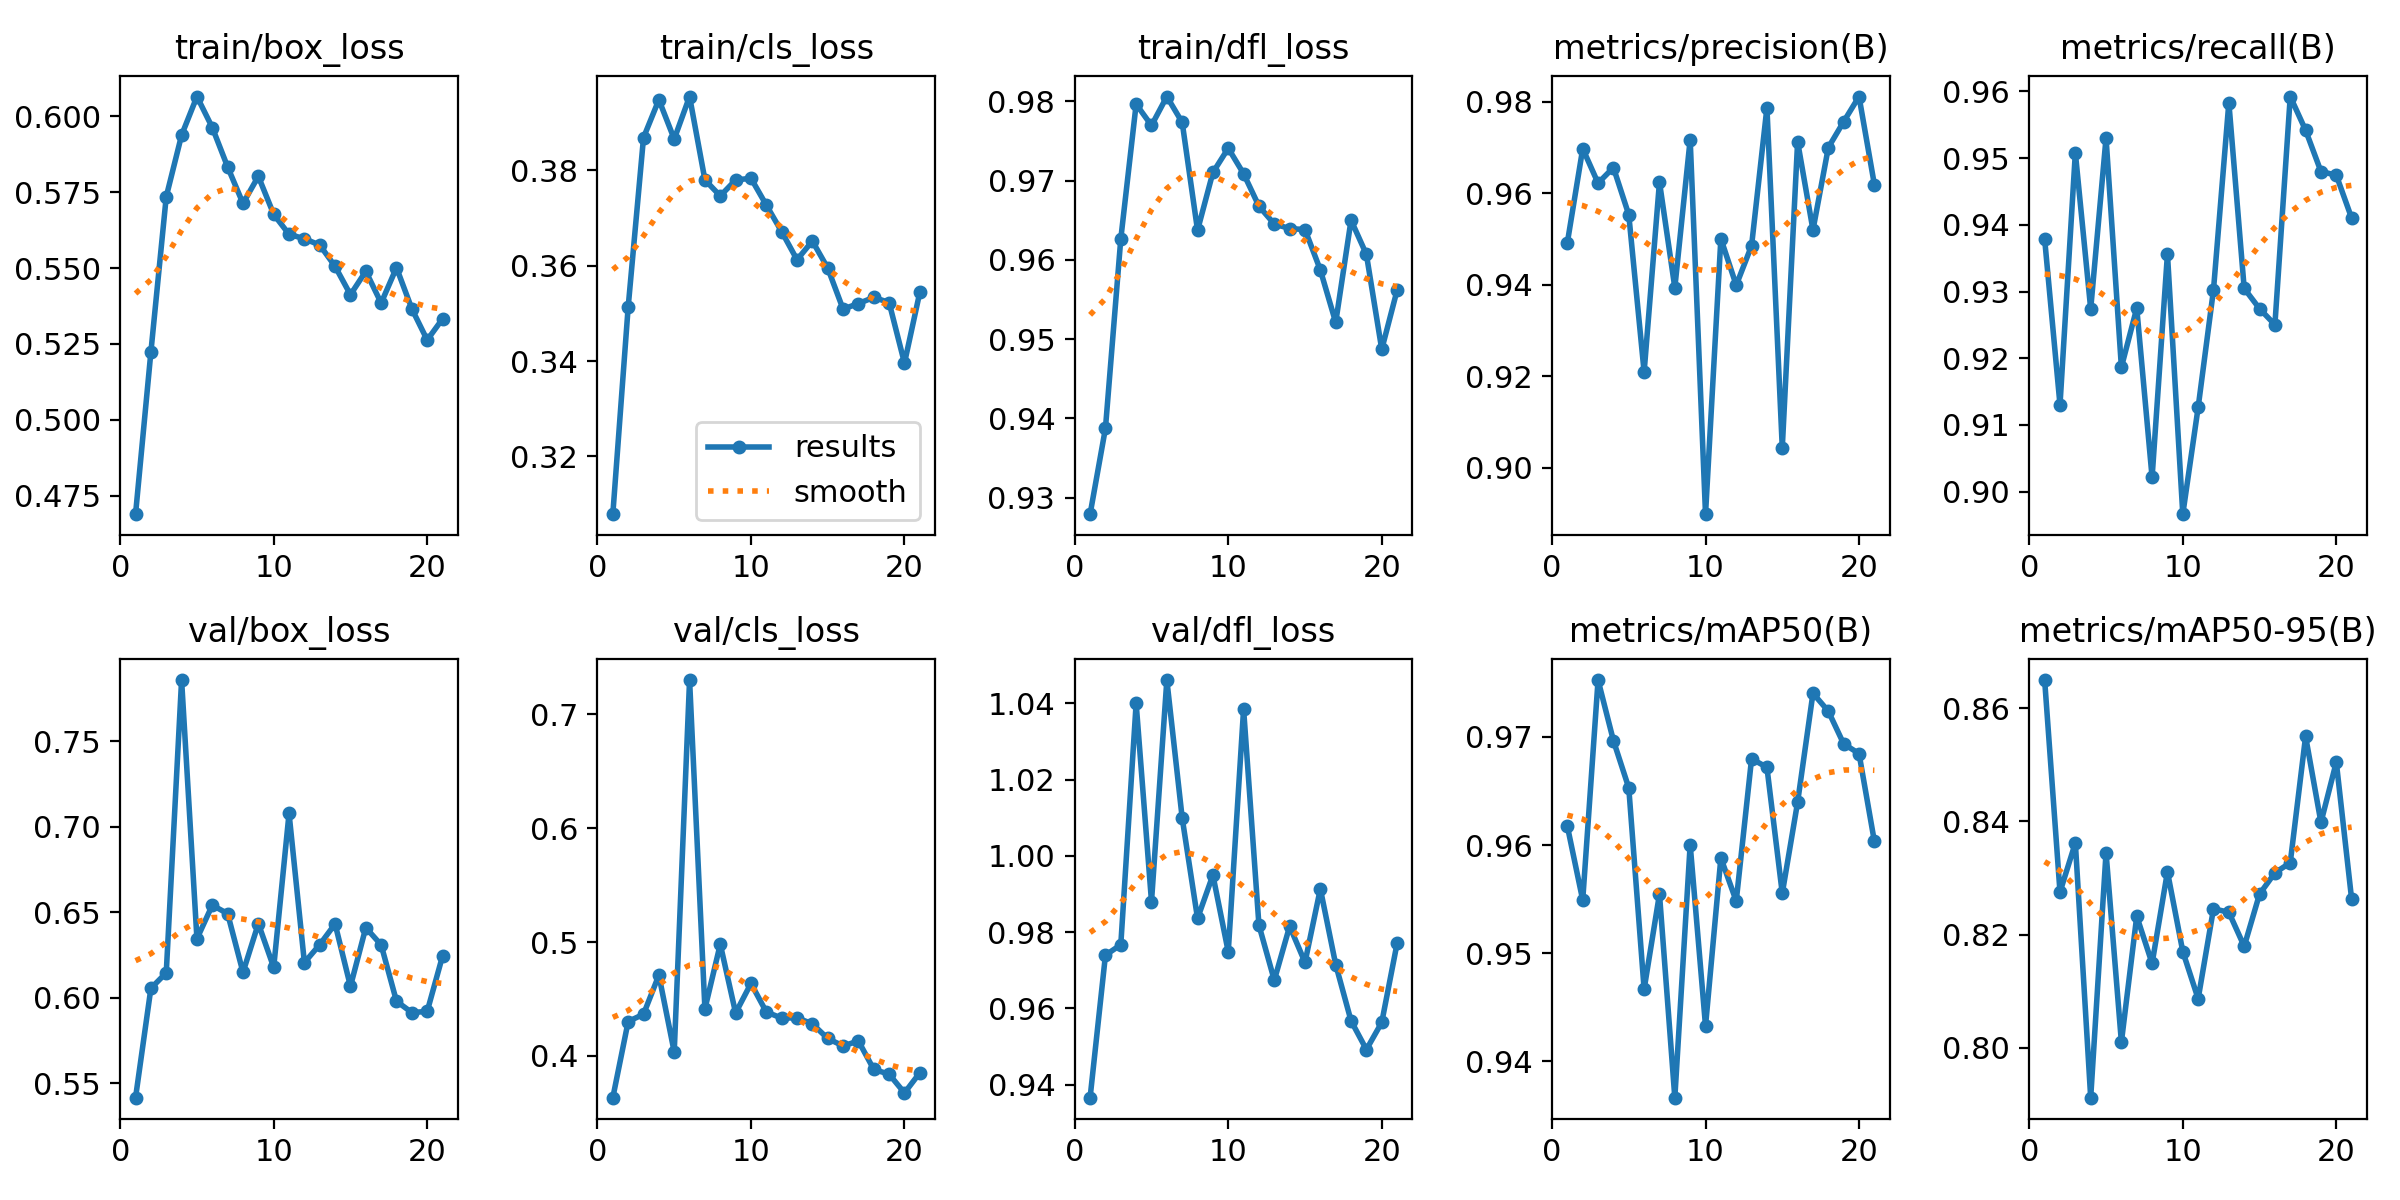 train/box_loss
0.600
0.575
0.550
0.525
0.500
0.475
0 10 20
train/cls_loss
0.38
0.36
0.34
0.32
results
smooth
0 10 20
train/dfl_loss
0.98
0.97
0.96
0.95
0.94
0.93
0 10 20
metrics/precision(B)
0.98
0.96
0.94
0.92
0.90
0 10 20
metrics/recall(B)
0.96
0.95
0.94
0.93
0.92
0.91
0.90
0 10 20
val/box_loss
0.75
0.70
0.65
0.60
0.55
0 10 20
val/cls_loss
0.7
0.6
0.5
0.4
0 10 20
val/dfl_loss
1.04
1.02
1.00
0.98
0.96
0.94
0 10 20
metrics/mAP50(B)
0.97
0.96
0.95
0.94
0 10 20
metrics/mAP50-95(B)
0.86
0.84
0.82
0.80
0 10 20